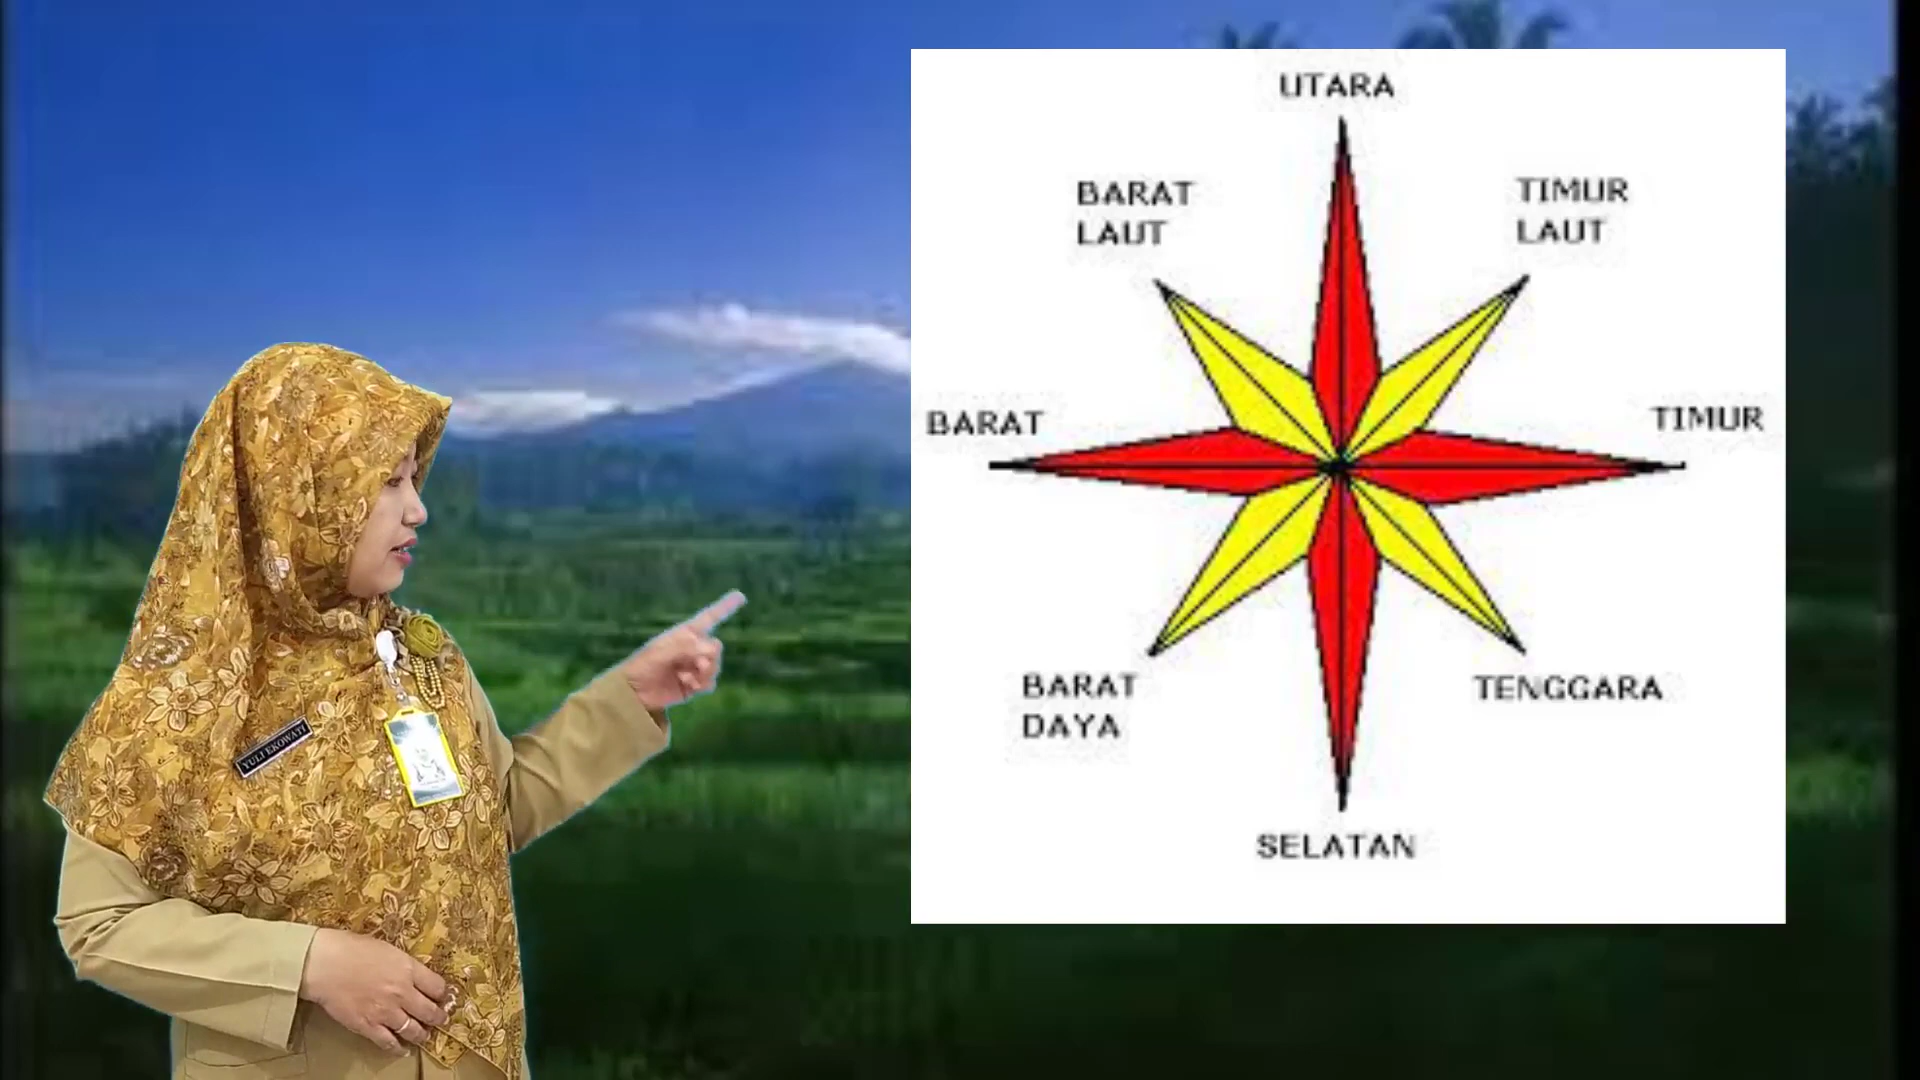 UTARA
BARAT
LAUT
TIMUR
LAUT
BARAT
TIMUR
BARAT
DAYA
TENGGARA
SELATAN
YULI EKOWATI